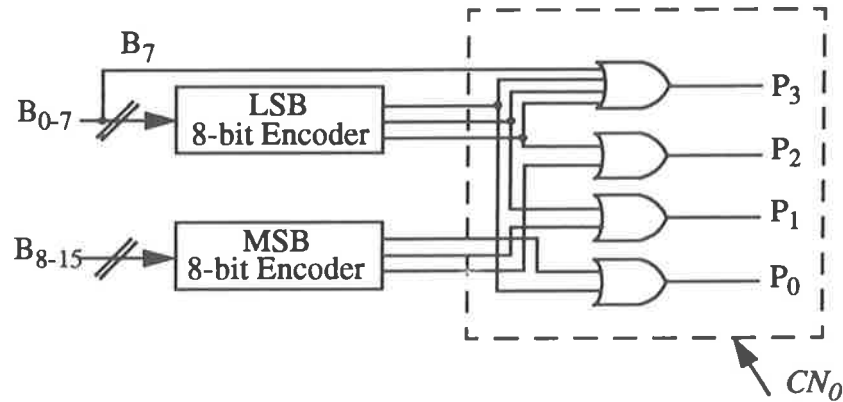 B7
B0-7
LSB
8-bit Encoder
P3
P2
B8-15
MSB
8-bit Encoder
P1
P0
CN0